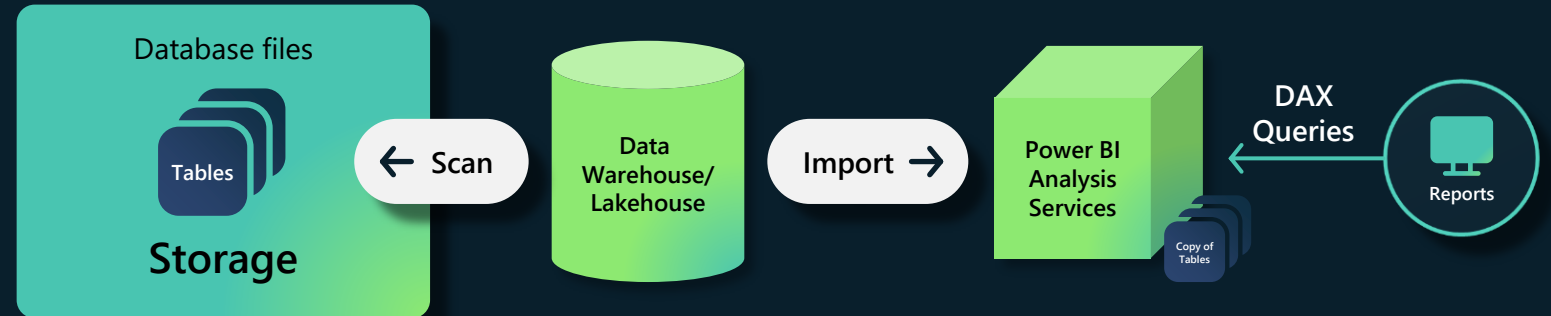 Database files
Tables
Storage
Scan
Data
Warehouse/
Lakehouse
Import
Power BI
Analysis
Services
Copy of
Tables
DAX
Queries
Reports